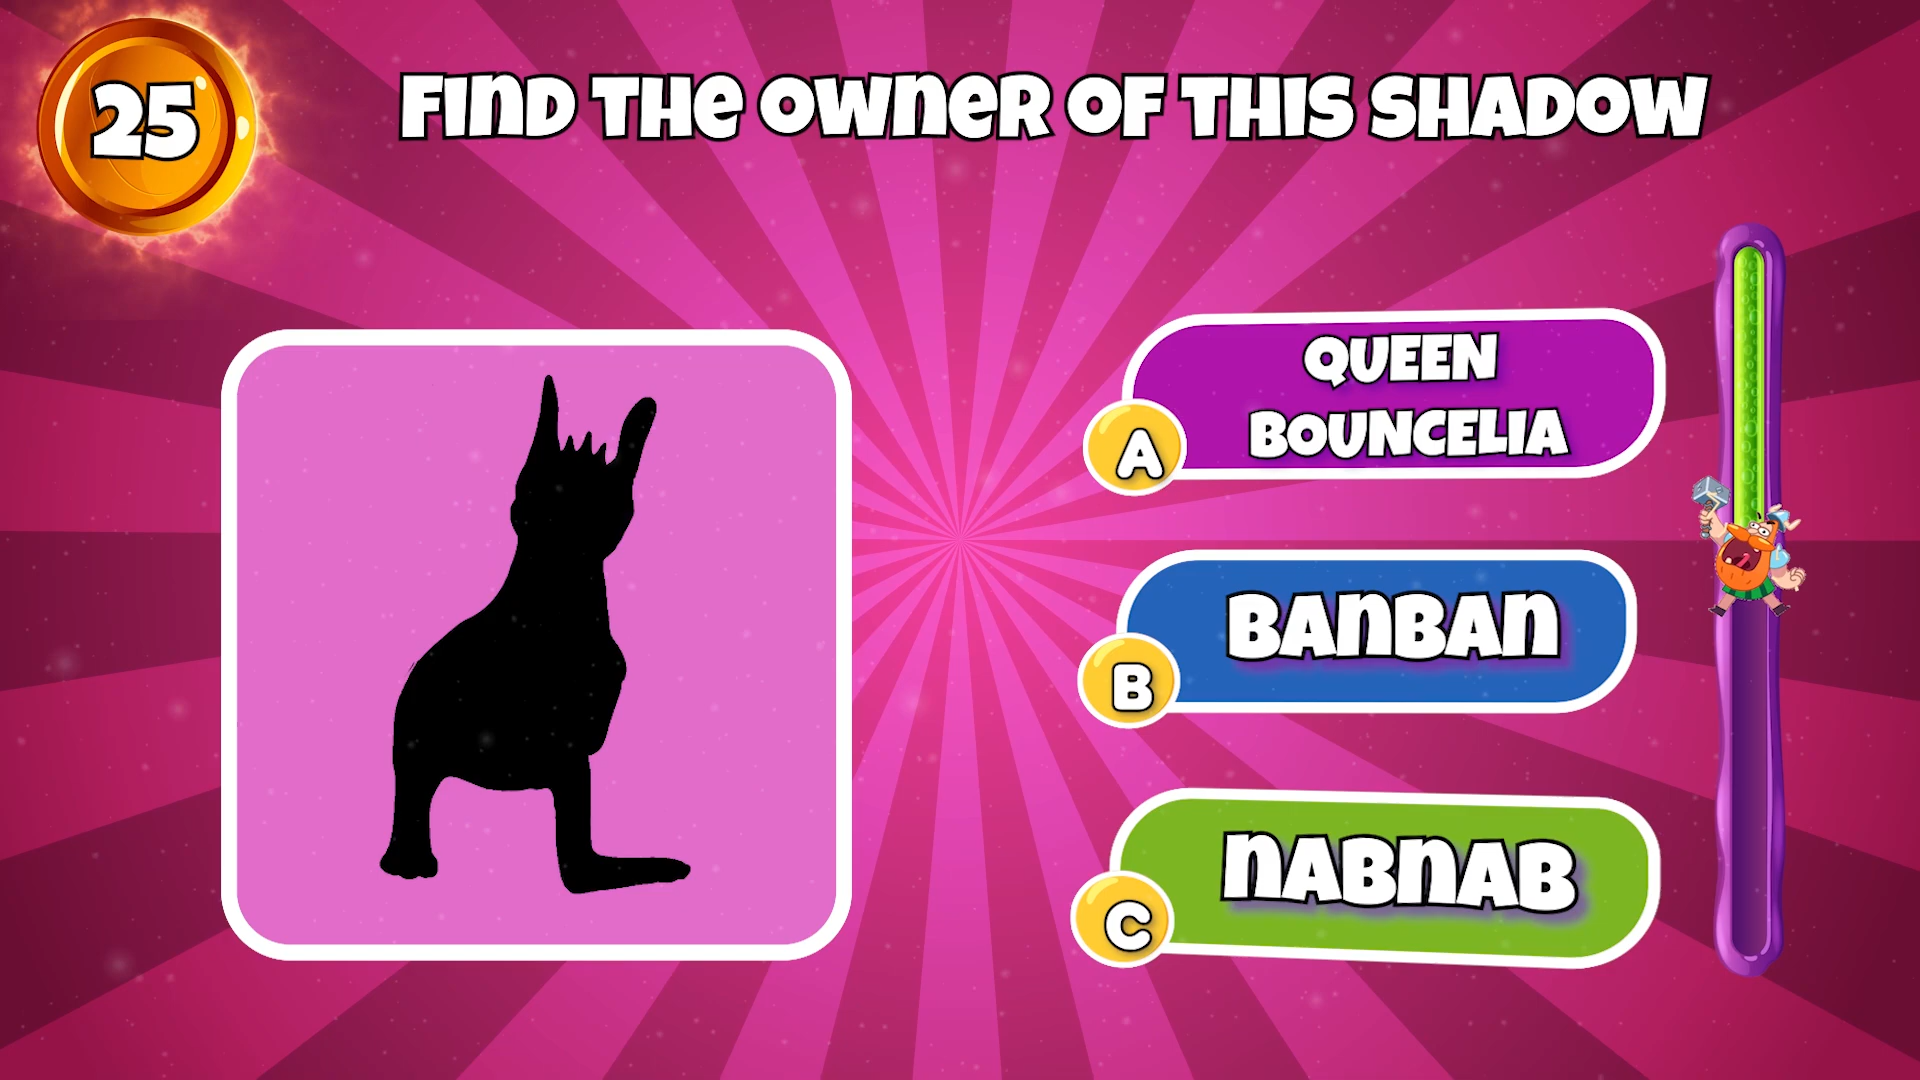 25
FIND THE OWNER OF THIS SHADOW
QUEEN
BOUNCELIA
A
BANBAN
B
NABNAB
C